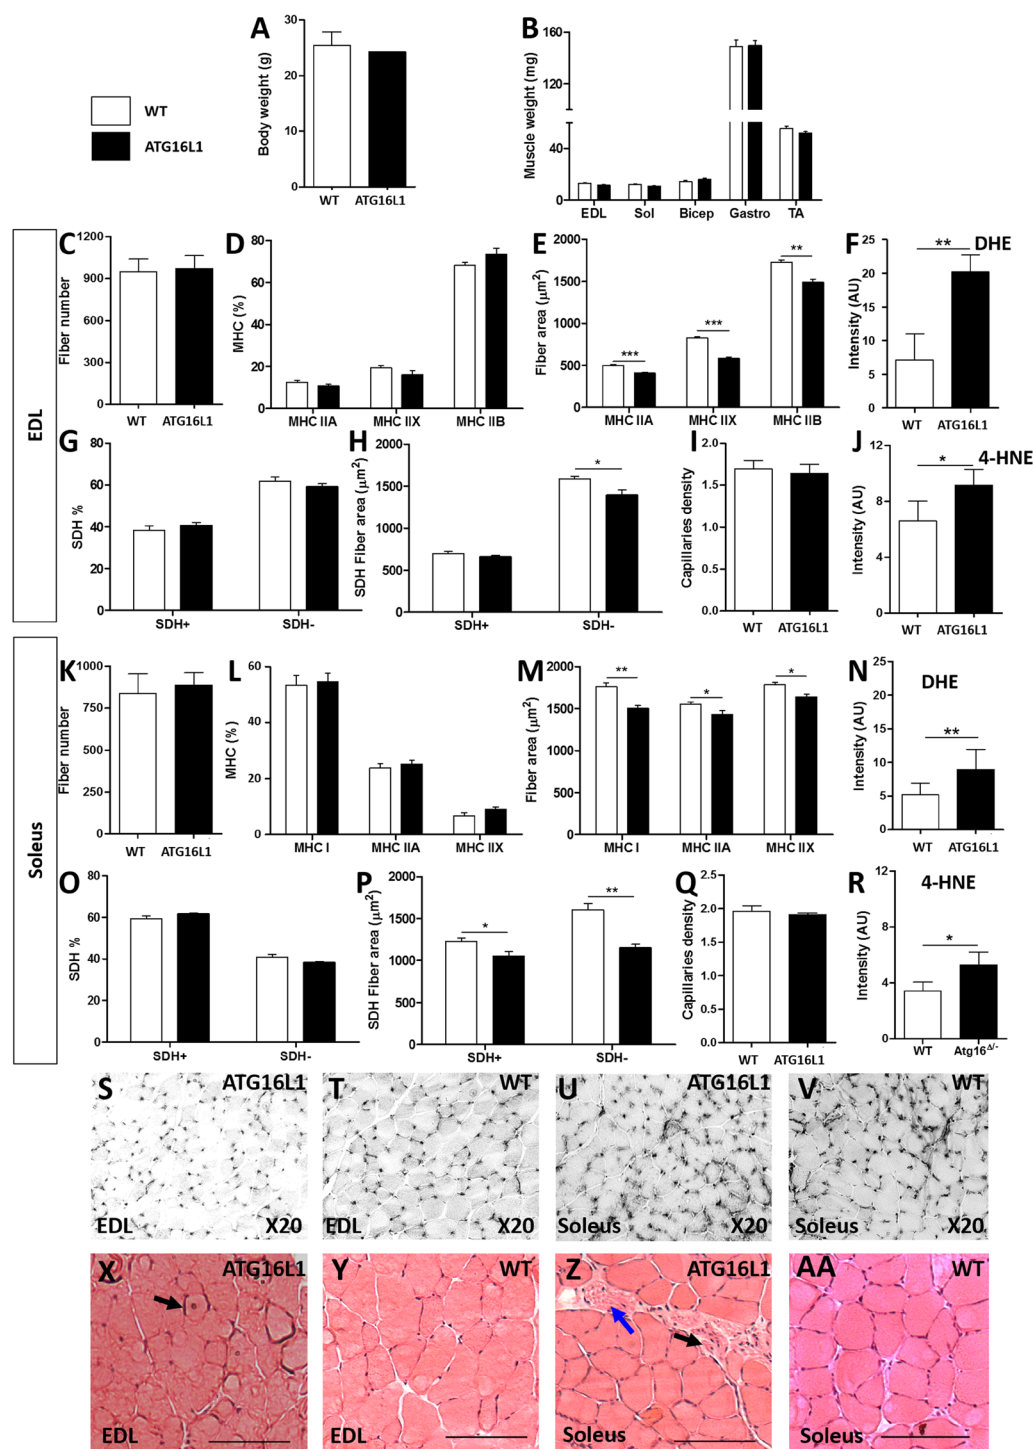 A
Body weight (g)
30
20
10
0
WT
ATG16L1
B
Muscle weight (mg)
160
120
80
40
0
EDL
Sol
Bicep
Gastro
TA
WT
ATG16L1
EDL
C
Fiber number
1200
900
600
300
0
WT
ATG16L1
D
MHC (%)
80
60
40
20
0
MHC IIA
MHC IIX
MHC IIB
E
Fiber area (μm2)
2000
1500
1000
500
0
***
***
**
MHC IIA
MHC IIX
MHC IIB
F
DHE
Intensity (AU)
25
20
15
10
5
0
**
WT
ATG16L1
G
SDH %
80
60
40
20
0
SDH+
SDH-
H
SDH Fiber area (μm2)
2000
1500
1000
500
0
*
SDH+
SDH-
I
Capillaries density
2.0
1.5
1.0
0.5
0.0
WT
ATG16L1
J
4-HNE
Intensity (AU)
12
8
4
0
*
WT
ATG16L1
Soleus
K
Fiber number
1000
750
500
250
0
WT
ATG16L1
L
MHC (%)
60
40
20
0
MHC I
MHC IIA
MHC IIX
M
Fiber area (μm2)
2000
1500
1000
500
0
**
*
*
MHC I
MHC IIA
MHC IIX
N
DHE
Intensity (AU)
25
20
15
10
5
0
**
WT
ATG16L1
O
SDH %
80
60
40
20
0
SDH+
SDH-
P
SDH Fiber area (μm2)
2000
1500
1000
500
0
*
**
SDH+
SDH-
Q
Capillaries density
2.5
2.0
1.5
1.0
0.5
0.0
WT
ATG16L1
R
4-HNE
Intensity (AU)
12
8
4
0
*
WT
Atg16Δ/-
S
ATG16L1
EDL
X20
T
WT
EDL
X20
U
ATG16L1
Soleus
X20
V
WT
Soleus
X20
X
ATG16L1
EDL
Y
WT
EDL
Z
ATG16L1
Soleus
AA
WT
Soleus